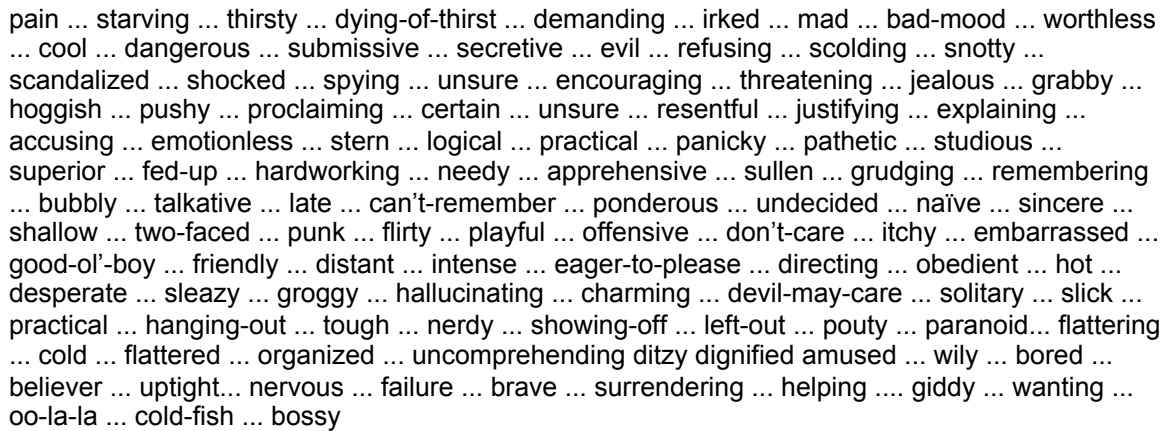 pain ... starving ... thirsty ... dying-of-thirst ... demanding ... irked ... mad ... bad-mood ... worthless
... cool ... dangerous ... submissive ... secretive ... evil ... refusing ... scolding ... snotty ...
scandalized ... shocked ... spying ... unsure ... encouraging ... threatening ... jealous ... grabby ...
hoggish ... pushy ... proclaiming ... certain ... unsure ... resentful ... justifying ... explaining ...
accusing ... emotionless ... stern ... logical ... practical ... panicky ... pathetic ... studious ...
superior ... fed-up ... hardworking ... needy ... apprehensive ... sullen ... grudging ... remembering
... bubbly ... talkative ... late ... can’t-remember ... ponderous ... undecided ... naïve ... sincere ...
shallow ... two-faced ... punk ... flirty ... playful ... offensive ... don’t-care ... itchy ... embarrassed ...
good-ol’-boy ... friendly ... distant ... intense ... eager-to-please ... directing ... obedient ... hot ...
desperate ... sleazy ... groggy ... hallucinating ... charming ... devil-may-care ... solitary ... slick ...
practical ... hanging-out ... tough ... nerdy ... showing-off ... left-out ... pouty ... paranoid... flattering
... cold ... flattered ... organized ... uncomprehending ditzy dignified amused ... wily ... bored ...
believer ... uptight... nervous ... failure ... brave ... surrendering ... helping .... giddy ... wanting ...
oo-la-la ... cold-fish ... bossy